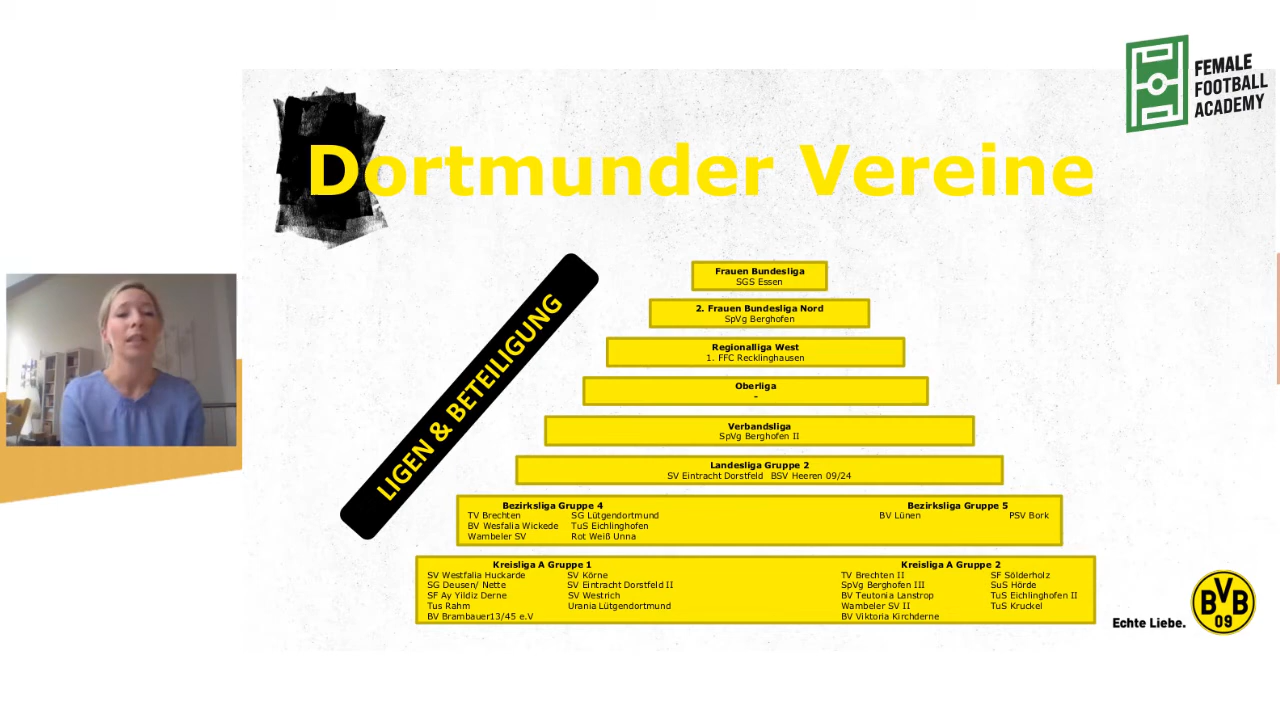 FEMALE
FOOTBALL
ACADEMY
Dortmunder Vereine
LIGEN & BETEILIGUNG
Frauen Bundesliga
SGS Essen
2. Frauen Bundesliga Nord
SpVg Berghofen
Regionalliga West
1. FFC Recklinghausen
Oberliga
-
Verbandsliga
SpVg Berghofen II
Landesliga Gruppe 2
SV Eintracht Dorstfeld BSV Heeren 09/24
Bezirksliga Gruppe 4
TV Brechten SG Lütgendortmund
BV Wesfalia Wickede TuS Eichlinghofen
Wambeler SV Rot Weiß Unna
Bezirksliga Gruppe 5
BV Lünen PSV Bork
Kreisliga A Gruppe 1
SV Westfalia Huckarde SV Körne
SG Deusen/ Nette SV Eintracht Dorstfeld II
SF Ay Yildiz Derne SV Westrich
Tus Rahm Urania Lütgendortmund
BV Brambauer13/45 e.V
Kreisliga A Gruppe 2
TV Brechten II SF Sölderholz
SpVg Berghofen III SuS Hörde
BV Teutonia Lanstrop TuS Eichlinghofen II
Wambeler SV II TuS Kruckel
BV Viktoria Kirchderne
Echte Liebe.
BVB
09